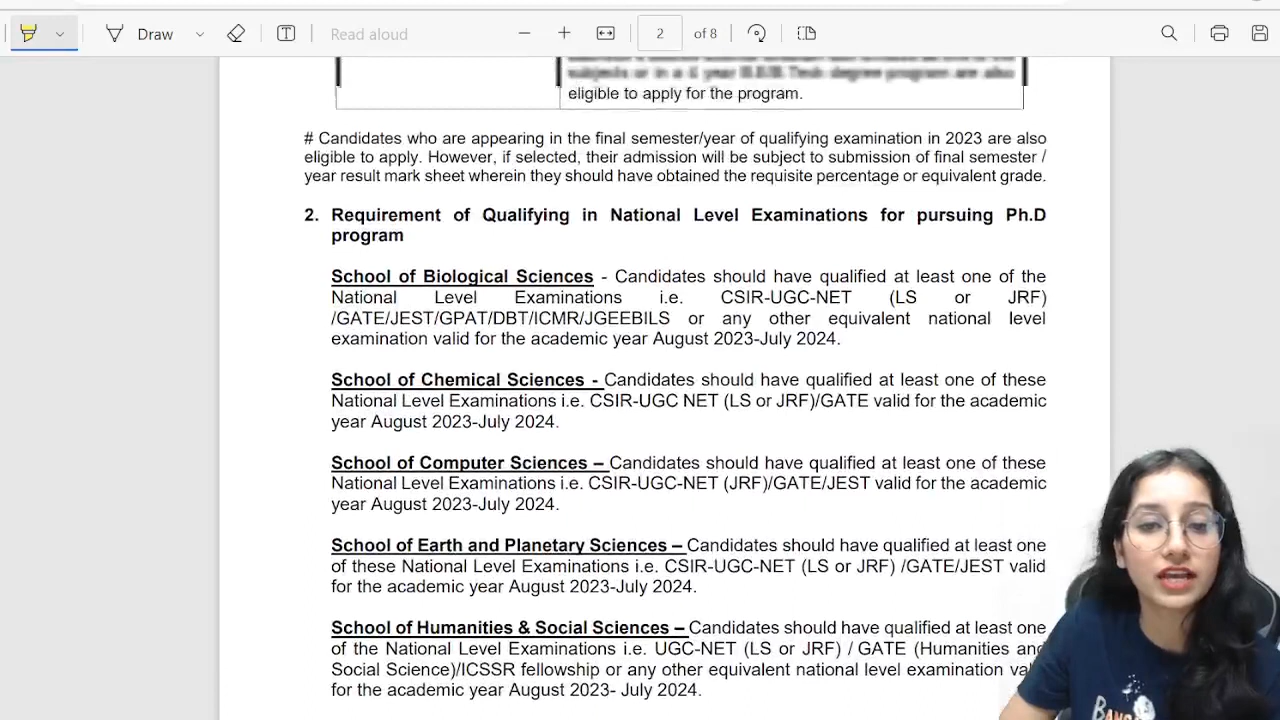 Draw
Read aloud
2
of 8
eligible to apply for the program.
# Candidates who are appearing in the final semester/year of qualifying examination in 2023 are also
eligible to apply. However, if selected, their admission will be subject to submission of final semester /
year result mark sheet wherein they should have obtained the requisite percentage or equivalent grade.
2. Requirement of Qualifying in National Level Examinations for pursuing Ph.D
program
School of Biological Sciences - Candidates should have qualified at least one of the
National Level Examinations i.e. CSIR-UGC-NET (LS or JRF)
/GATE/JEST/GPAT/DBT/ICMR/JGEEBILS or any other equivalent national level
examination valid for the academic year August 2023-July 2024.
School of Chemical Sciences - Candidates should have qualified at least one of these
National Level Examinations i.e. CSIR-UGC NET (LS or JRF)/GATE valid for the academic
year August 2023-July 2024.
School of Computer Sciences – Candidates should have qualified at least one of these
National Level Examinations i.e. CSIR-UGC-NET (JRF)/GATE/JEST valid for the academic
year August 2023-July 2024.
School of Earth and Planetary Sciences – Candidates should have qualified at least one
of these National Level Examinations i.e. CSIR-UGC-NET (LS or JRF) /GATE/JEST valid
for the academic year August 2023-July 2024.
School of Humanities & Social Sciences – Candidates should have qualified at least one
of the National Level Examinations i.e. UGC-NET (LS or JRF) / GATE (Humanities and
Social Science)/ICSSR fellowship or any other equivalent national level examination
for the academic year August 2023- July 2024.